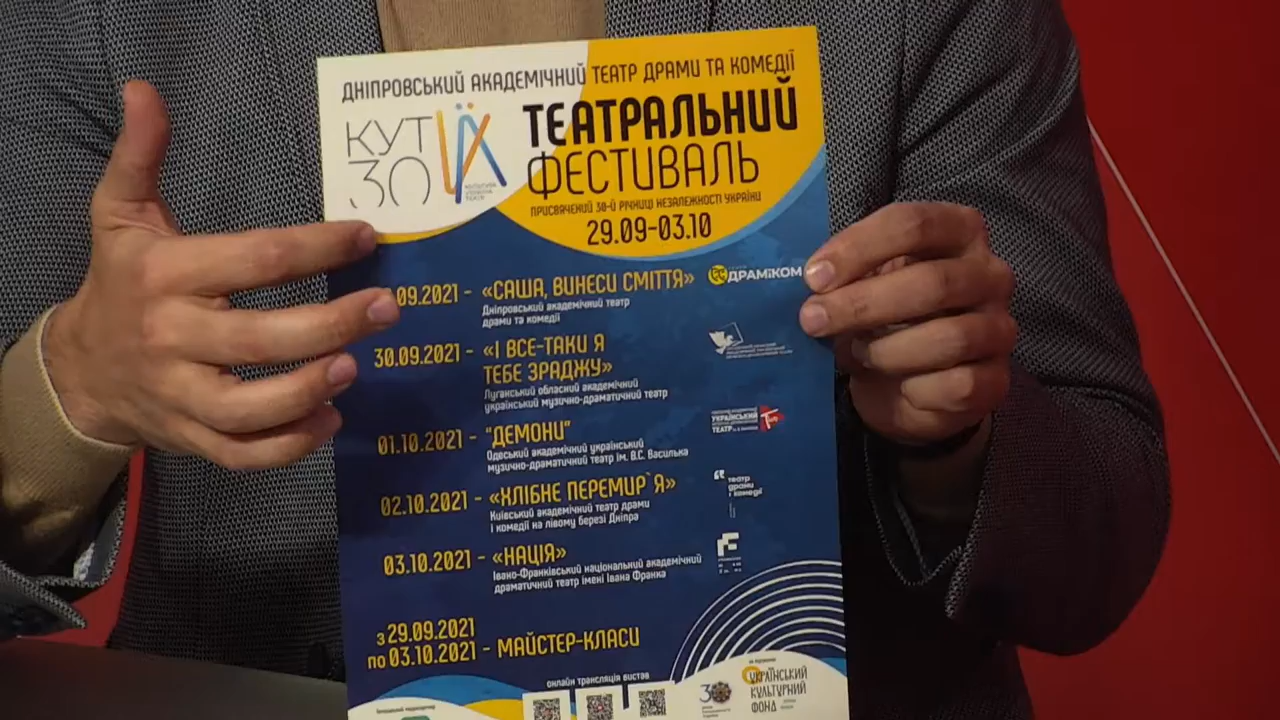 ДНІПРОВСЬКИЙ АКАДЕМІЧНИЙ ТЕАТР ДРАМИ ТА КОМЕДІЇ
КУТ
30
ТЕАТРАЛЬНИЙ
ФЕСТИВАЛЬ
ПРИСВЯЧЕНИЙ 30-Й РІЧНИЦІ НЕЗАЛЕЖНОСТІ УКРАЇНИ
29.09-03.10
.09.2021 - «САША, ВИНЕСИ СМІТТЯ»
Дніпровський академічний театр
драми та комедії
ДРАМіКОМ
30.09.2021 - «І ВСЕ-ТАКИ Я
ТЕБЕ ЗРАДЖУ»
Луганський обласний академічний
український музично-драматичний театр
01.10.2021 - "ДЕМОНИ"
Одеський академічний український
музично-драматичний театр ім. В.С. Василька
УКРАЇНСЬКИЙ
ТЕАТР
02.10.2021 - «ХЛІБНЕ ПЕРЕМИР`Я»
Київський академічний театр драми
і комедії на лівому березі Дніпра
театр
драми
і комедії
03.10.2021 - «НАЦІЯ»
Івано-Франківський національний академічний
драматичний театр імені Івана Франка
з 29.09.2021
по 03.10.2021 - МАЙСТЕР-КЛАСИ
онлайн трансляція вистав
30
УКРАЇНСЬКИЙ
КУЛЬТУРНИЙ
ФОНД